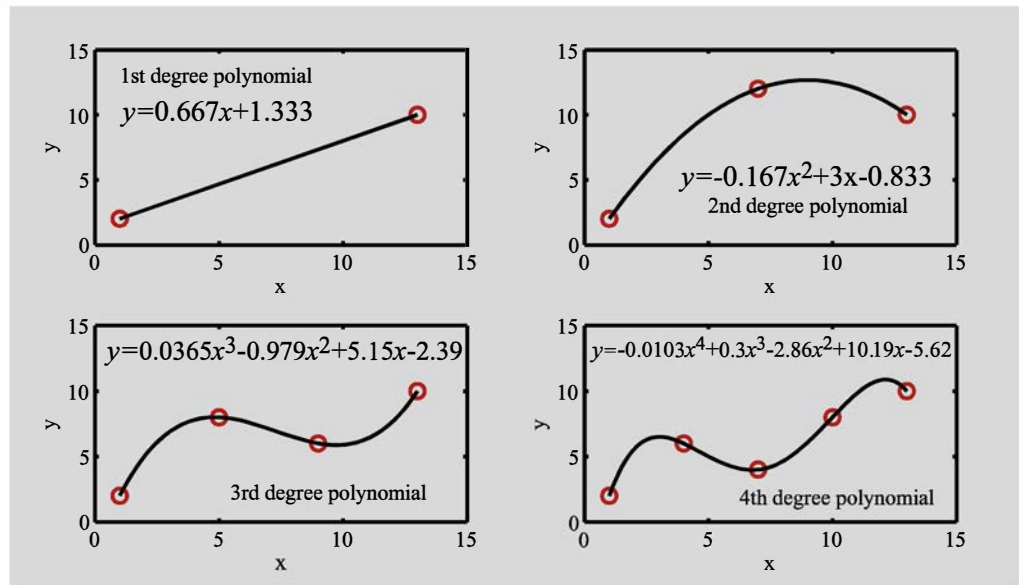 15
10
5
0
y
1st degree polynomial
y=0.667x+1.333
0 5 10 15
x
15
10
5
0
y
y=-0.167x²+3x-0.833
2nd degree polynomial
0 5 10 15
x
15
10
5
0
y
y=0.0365x³-0.979x²+5.15x-2.39
3rd degree polynomial
0 5 10 15
x
15
10
5
0
y
y=-0.0103x⁴+0.3x³-2.86x²+10.19x-5.62
4th degree polynomial
0 5 10 15
x